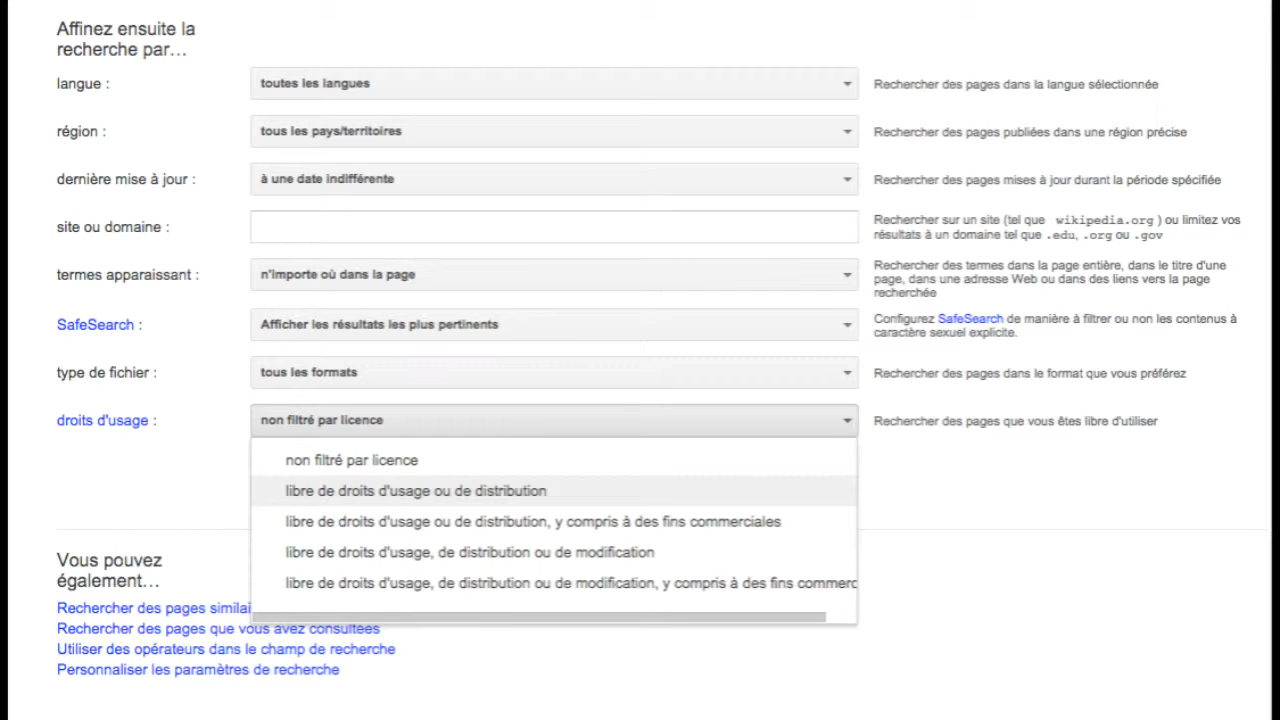 Affinez ensuite la
recherche par…
langue :
toutes les langues
Rechercher des pages dans la langue sélectionnée
région :
tous les pays/territoires
Rechercher des pages publiées dans une région précise
dernière mise à jour :
à une date indifférente
Rechercher des pages mises à jour durant la période spécifiée
site ou domaine :
Rechercher sur un site (tel que wikipedia.org ) ou limitez vos
résultats à un domaine tel que .edu, .org ou .gov
termes apparaissant :
n'importe où dans la page
Rechercher des termes dans la page entière, dans le titre d'une
page, dans une adresse Web ou dans des liens vers la page
recherchée
SafeSearch :
Afficher les résultats les plus pertinents
Configurez SafeSearch de manière à filtrer ou non les contenus à
caractère sexuel explicite.
type de fichier :
tous les formats
Rechercher des pages dans le format que vous préférez
droits d'usage :
non filtré par licence
Rechercher des pages que vous êtes libre d'utiliser
non filtré par licence
libre de droits d'usage ou de distribution
libre de droits d'usage ou de distribution, y compris à des fins commerciales
libre de droits d'usage, de distribution ou de modification
libre de droits d'usage, de distribution ou de modification, y compris à des fins commerc
Vous pouvez
également…
Rechercher des pages similai
Rechercher des pages que vous avez consultées
Utiliser des opérateurs dans le champ de recherche
Personnaliser les paramètres de recherche